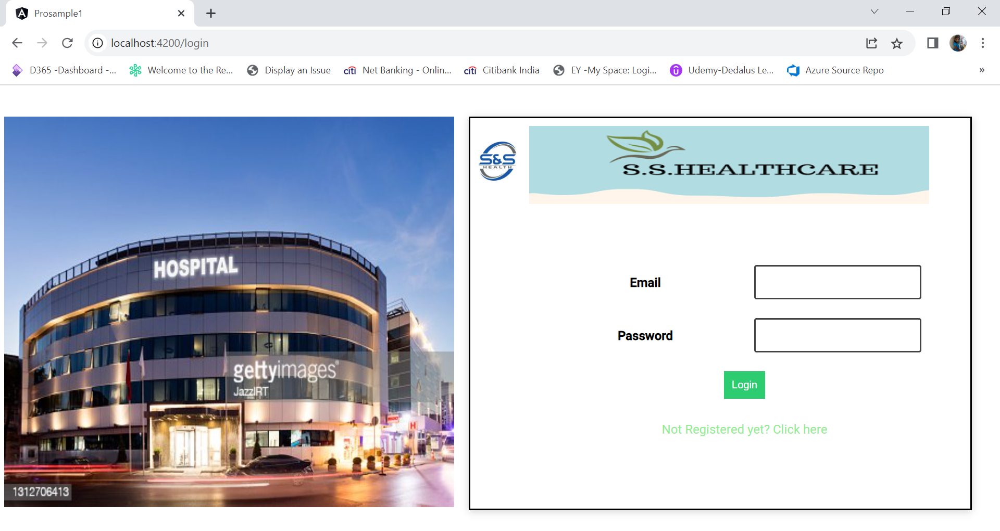 Prosample1
localhost:4200/login
D365 -Dashboard -...
Welcome to the Re...
Display an Issue
citi
Net Banking - Onlin...
citi
Citibank India
EY -My Space: Logi...
Udemy-Dedalus Le...
Azure Source Repo
»
HOSPITAL
gettyimages®
JazzIRT
H
1312706413
S&S
HEALTH
S.S.HEALTHCARE
Email
Password
Login
Not Registered yet? Click here